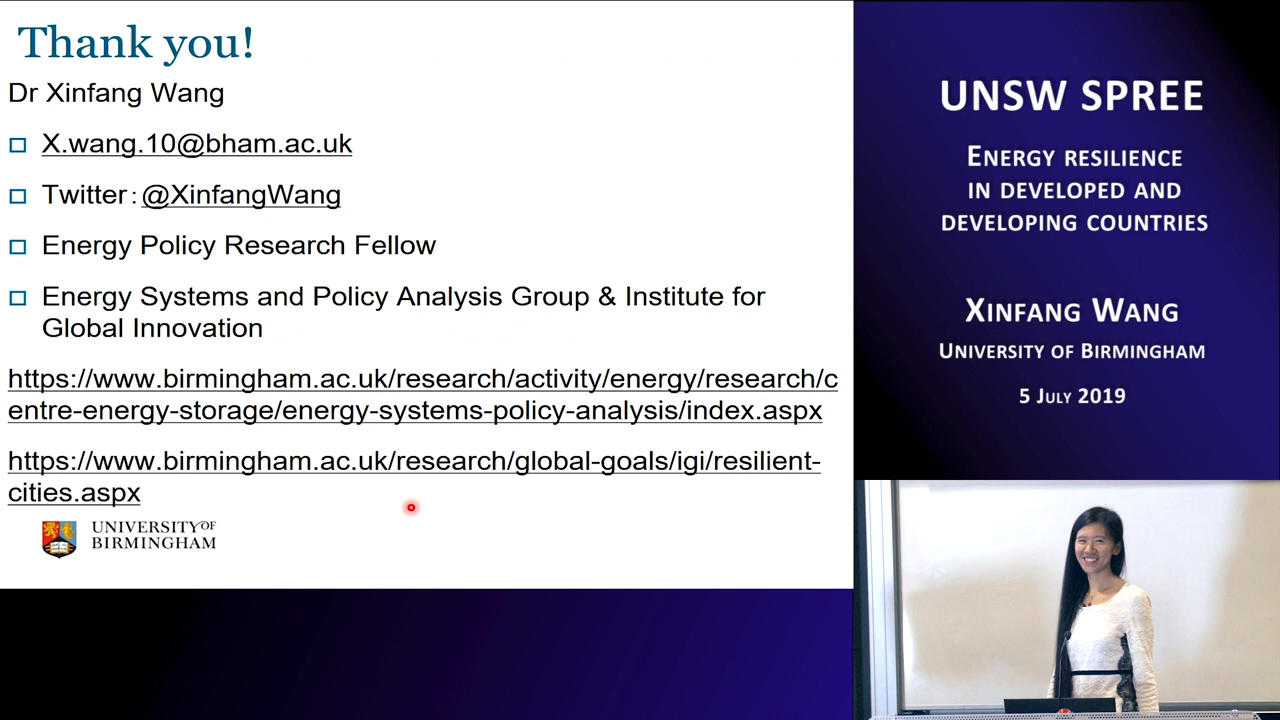 Thank you!
Dr Xinfang Wang
X.wang.10@bham.ac.uk
Twitter: @XinfangWang
Energy Policy Research Fellow
Energy Systems and Policy Analysis Group & Institute for
Global Innovation
https://www.birmingham.ac.uk/research/activity/energy/research/c
entre-energy-storage/energy-systems-policy-analysis/index.aspx
https://www.birmingham.ac.uk/research/global-goals/igi/resilient-
cities.aspx
UNIVERSITY OF
BIRMINGHAM
UNSW SPREE
ENERGY RESILIENCE
IN DEVELOPED AND
DEVELOPING COUNTRIES
XINFANG WANG
UNIVERSITY OF BIRMINGHAM
5 JULY 2019